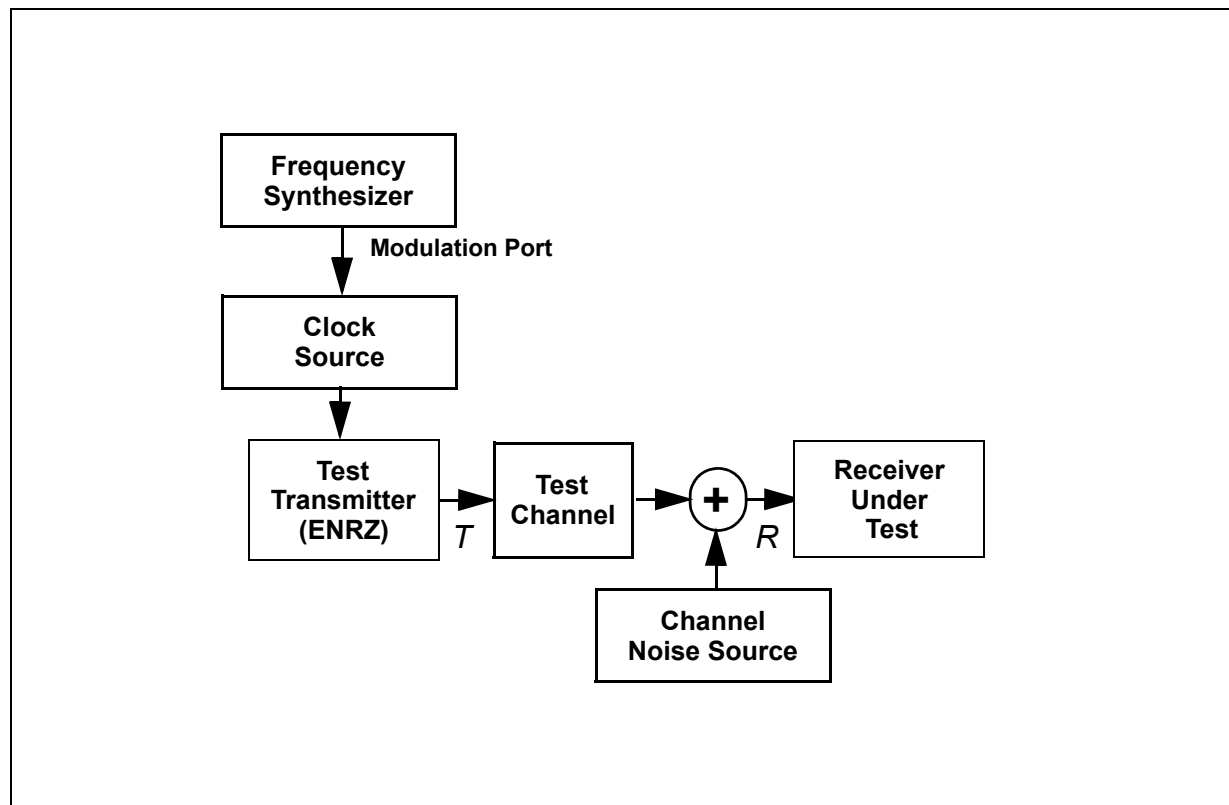 Frequency
Synthesizer
Modulation Port
Clock
Source
Test
Transmitter
(ENRZ)
T
Test
Channel
+
R
Receiver
Under
Test
Channel
Noise Source